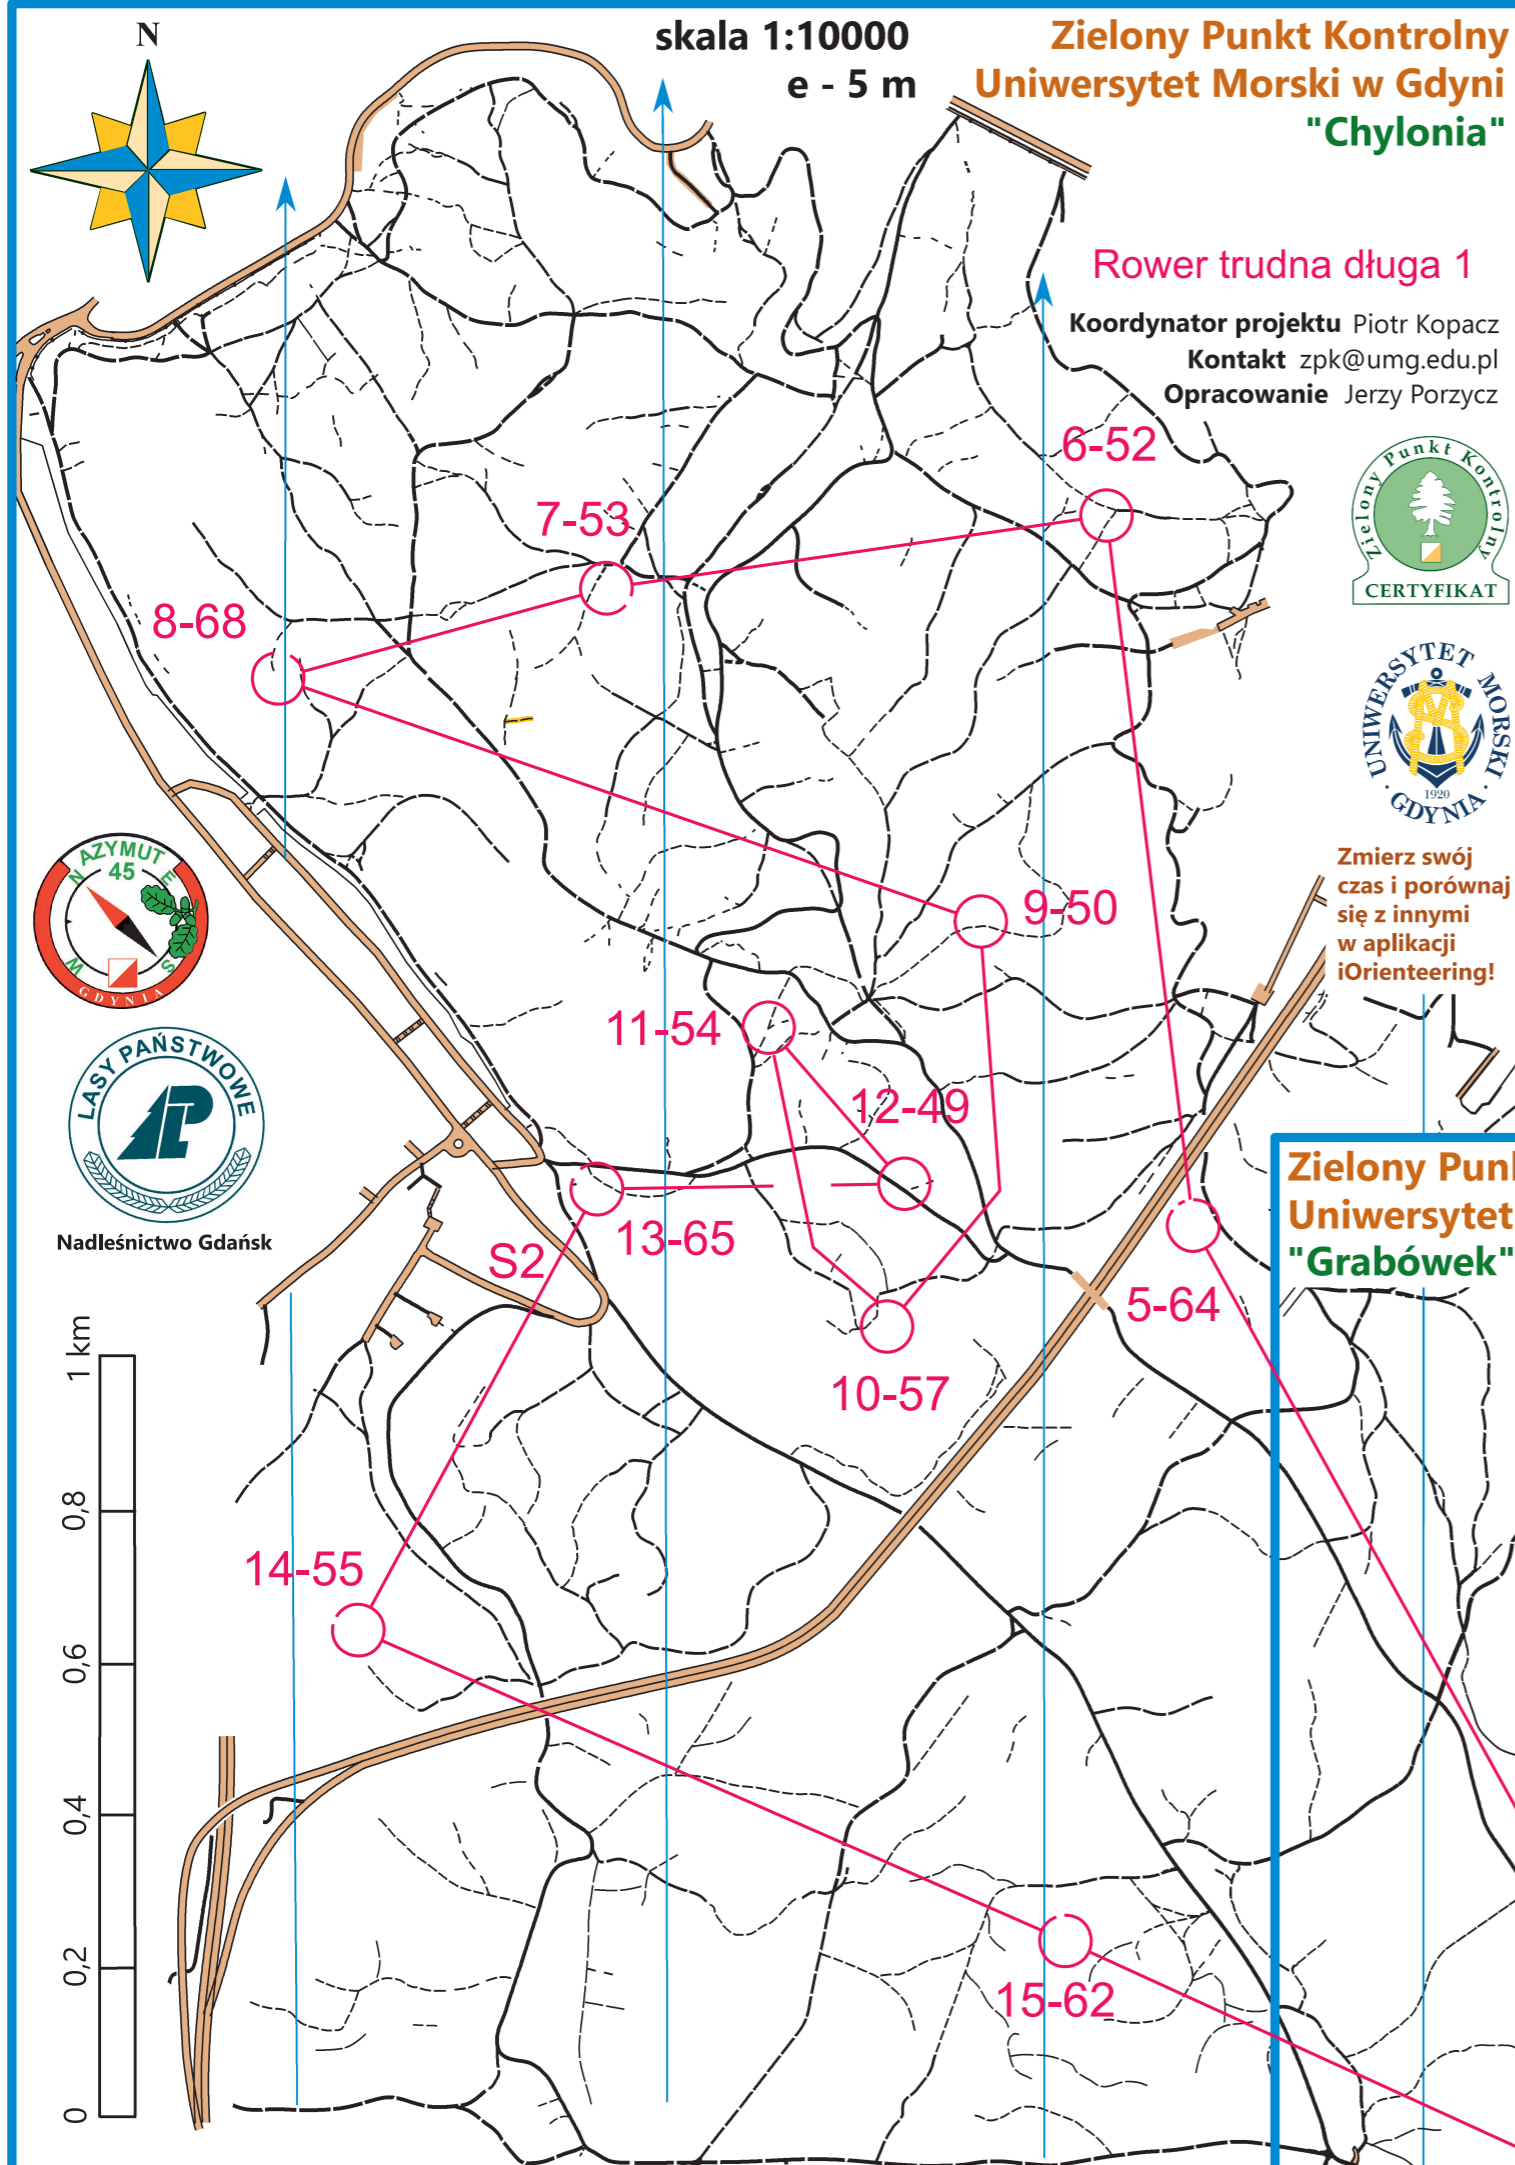 N
skala 1:10000
e - 5 m
Zielony Punkt Kontrolny
Uniwersytet Morski w Gdyni
"Chylonia"
Rower trudna długa 1
Koordynator projektu Piotr Kopacz
Kontakt zpk@umg.edu.pl
Opracowanie Jerzy Porzycz
6-52
Zielony Punkt Kontrolny
CERTYFIKAT
7-53
8-68
UNIWERSYTET MORSKI
· GDYNIA ·
1920
AZYMUT
45
N
E
W
S
GDYNIA
Zmierz swój
czas i porównaj
się z innymi
w aplikacji
iOrienteering!
9-50
11-54
12-49
LASY PAŃSTWOWE
LP
Nadleśnictwo Gdańsk
13-65
S2
5-64
Zielony Pun
Uniwersytet
"Grabówek"
10-57
1 km
0,8
0,6
0,4
0,2
0
14-55
15-62